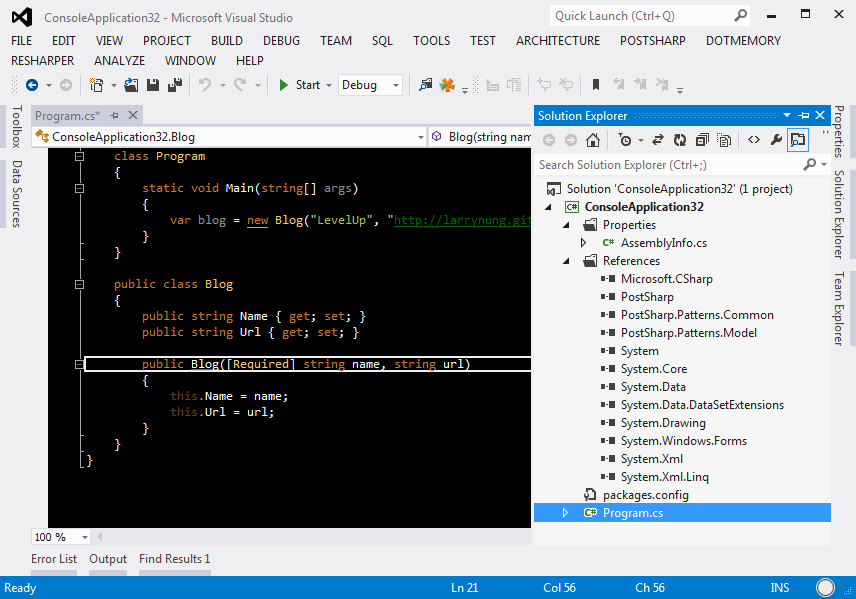 ConsoleApplication32 - Microsoft Visual Studio
Quick Launch (Ctrl+Q)
FILE EDIT VIEW PROJECT BUILD DEBUG TEAM SQL TOOLS TEST ARCHITECTURE POSTSHARP DOTMEMORY
RESHARPER ANALYZE WINDOW HELP
Start Debug
Toolbox
Data Sources
Program.cs*
ConsoleApplication32.Blog
Blog(string nam
class Program
{
static void Main(string[] args)
{
var blog = new Blog("LevelUp", "http://larrynung.git
}
}
public class Blog
{
public string Name { get; set; }
public string Url { get; set; }
public Blog([Required] string name, string url)
{
this.Name = name;
this.Url = url;
}
}
}
100 %
Solution Explorer
Search Solution Explorer (Ctrl+;)
Solution 'ConsoleApplication32' (1 project)
C# ConsoleApplication32
Properties
C# AssemblyInfo.cs
References
Microsoft.CSharp
PostSharp
PostSharp.Patterns.Common
PostSharp.Patterns.Model
System
System.Core
System.Data
System.Data.DataSetExtensions
System.Drawing
System.Windows.Forms
System.Xml
System.Xml.Linq
packages.config
C# Program.cs
Properties
Solution Explorer
Team Explorer
Error List Output Find Results 1
Ready Ln 21 Col 56 Ch 56 INS